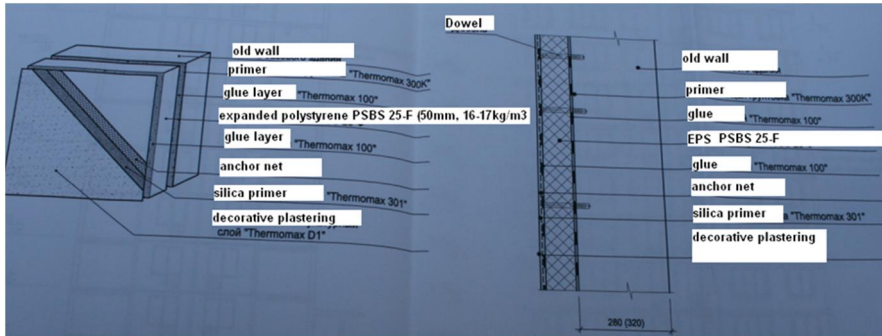 old wall
primer "Thermomax 300K"
glue layer "Thermomax 100"
expanded polystyrene PSBS 25-F (50mm, 16-17kg/m3
glue layer
"Thermomax 100"
anchor net
silica primer "Thermomax 301"
decorative plastering
слой "Thermomax D1"
Dowel
old wall
primer "Thermomax 300K"
glue "Thermomax 100"
EPS PSBS 25-F
glue "Thermomax 100"
anchor net
silica primer "Thermomax 301"
decorative plastering
280 (320)